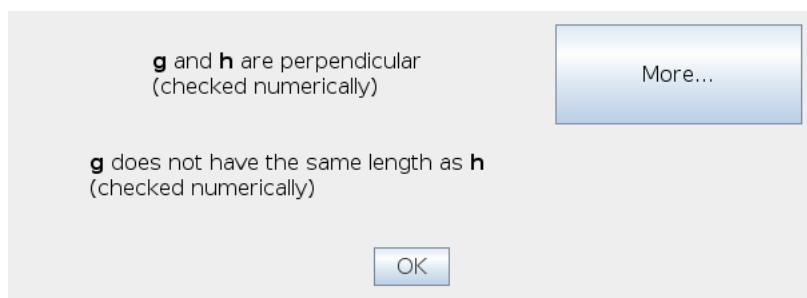 g and h are perpendicular
(checked numerically)
More...
g does not have the same length as h
(checked numerically)
OK